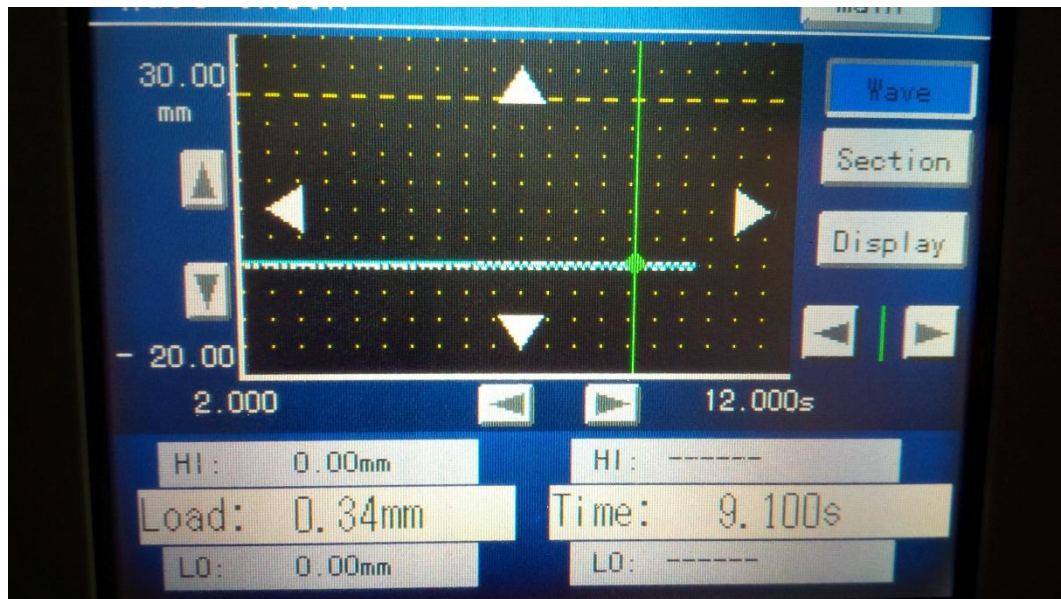 Main
30.00
mm
Wave
Section
Display
- 20.00
2.000
12.000s
HI: 0.00mm
HI: ------
Load: 0.34mm
Time: 9.100s
LO: 0.00mm
LO: ------